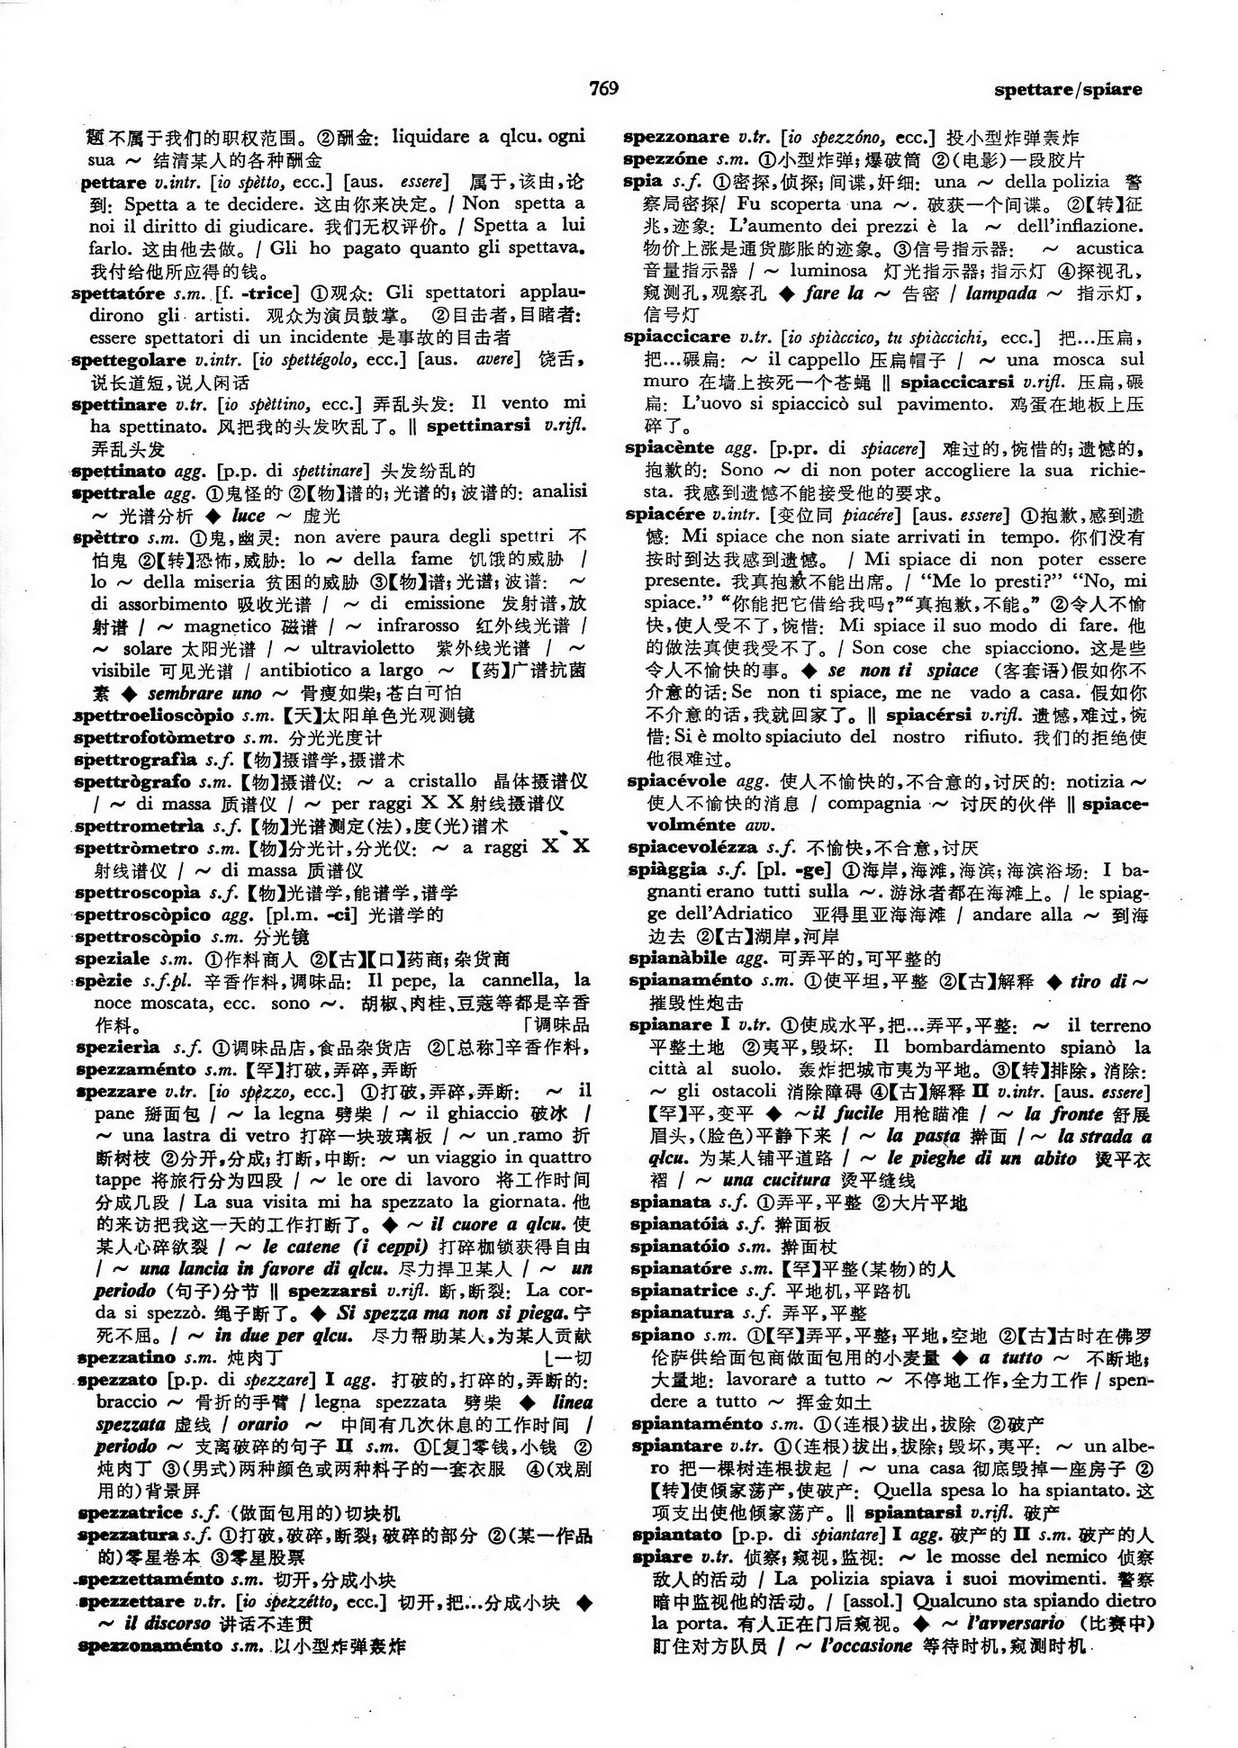 769
spettare/spiare
题不属于我们的职权范围。②酬金: liquidare a qlcu. ogni
sua ~ 结清某人的各种酬金
pettare v.intr. [io spètto, ecc.] [aus. essere] 属于,该由,论
到: Spetta a te decidere. 这由你来决定。/ Non spetta a
noi il diritto di giudicare. 我们无权评价。/ Spetta a lui
farlo. 这由他去做。/ Gli ho pagato quanto gli spettava.
我付给他所应得的钱。
spettatóre s.m. [f. -trice] ①观众: Gli spettatori applau-
dirono gli artisti. 观众为演员鼓掌。 ②目击者,目睹者:
essere spettatori di un incidente 是事故的目击者
spettegolare v.intr. [io spettégolo, ecc.] [aus. avere] 饶舌,
说长道短,说人闲话
spettinare v.tr. [io spèttino, ecc.] 弄乱头发: Il vento mi
ha spettinato. 风把我的头发吹乱了。‖ spettinarsi v.rifl.
弄乱头发
spettinato agg. [p.p. di spettinare] 头发纷乱的
spettrale agg. ①鬼怪的 ②【物】谱的;光谱的;波谱的: analisi
~ 光谱分析 ◆ luce ~ 虚光
spèttro s.m. ①鬼,幽灵: non avere paura degli spettri 不
怕鬼 ②【转】恐怖,威胁: lo ~ della fame 饥饿的威胁 /
lo ~ della miseria 贫困的威胁 ③【物】谱;光谱;波谱: ~
di assorbimento 吸收光谱 / ~ di emissione 发射谱,放
射谱 / ~ magnetico 磁谱 / ~ infrarosso 红外线光谱 /
~ solare 太阳光谱 / ~ ultravioletto 紫外线光谱 / ~
visibile 可见光谱 / antibiotico a largo ~ 【药】广谱抗菌
素 ◆ sembrare uno ~ 骨瘦如柴;苍白可怕
spettroelioscòpio s.m. 【天】太阳单色光观测镜
spettrofotòmetro s.m. 分光光度计
spettrografìa s.f. 【物】摄谱学,摄谱术
spettrògrafo s.m. 【物】摄谱仪: ~ a cristallo 晶体摄谱仪
/ ~ di massa 质谱仪 / ~ per raggi X X射线摄谱仪
spettrometrìa s.f. 【物】光谱测定(法),度(光)谱术
spettròmetro s.m. 【物】分光计,分光仪: ~ a raggi X X
射线谱仪 / ~ di massa 质谱仪
spettroscopìa s.f. 【物】光谱学,能谱学,谱学
spettroscòpico agg. [pl.m. -ci] 光谱学的
spettroscòpio s.m. 分光镜
speziale s.m. ①作料商人 ②【古】【口】药商;杂货商
spèzie s.f.pl. 辛香作料,调味品: Il pepe, la cannella, la
noce moscata, ecc. sono ~. 胡椒、肉桂、豆蔻等都是辛香
作料。 「调味品
spezierìa s.f. ①调味品店,食品杂货店 ②[总称]辛香作料,
spezzaménto s.m. 【罕】打破,弄碎,弄断
spezzare v.tr. [io spèzzo, ecc.] ①打破,弄碎,弄断: ~ il
pane 掰面包 / ~ la legna 劈柴 / ~ il ghiaccio 破冰 /
~ una lastra di vetro 打碎一块玻璃板 / ~ un ramo 折
断树枝 ②分开,分成;打断,中断: ~ un viaggio in quattro
tappe 将旅行分为四段 / ~ le ore di lavoro 将工作时间
分成几段 / La sua visita mi ha spezzato la giornata. 他
的来访把我这一天的工作打断了。◆ ~ il cuore a qlcu. 使
某人心碎欲裂 / ~ le catene (i ceppi) 打碎枷锁获得自由
/ ~ una lancia in favore di qlcu. 尽力捍卫某人 / ~ un
periodo (句子)分节 ‖ spezzarsi v.rifl. 断,断裂: La cor-
da si spezzò. 绳子断了。◆ Si spezza ma non si piega. 宁
死不屈。/ ~ in due per qlcu. 尽力帮助某人,为某人贡献
spezzatino s.m. 炖肉丁 ⌊一切
spezzato [p.p. di spezzare] I agg. 打破的,打碎的,弄断的:
braccio ~ 骨折的手臂 / legna spezzata 劈柴 ◆ linea
spezzata 虚线 / orario ~ 中间有几次休息的工作时间 /
periodo ~ 支离破碎的句子 II s.m. ①[复]零钱,小钱 ②
炖肉丁 ③(男式)两种颜色或两种料子的一套衣服 ④(戏剧
用的)背景屏
spezzatrice s.f. (做面包用的)切块机
spezzatura s.f. ①打破,破碎,断裂;破碎的部分 ②(某一作品
的)零星卷本 ③零星股票
spezzettaménto s.m. 切开,分成小块
spezzettare v.tr. [io spezzétto, ecc.] 切开,把…分成小块 ◆
~ il discorso 讲话不连贯
spezzonaménto s.m. 以小型炸弹轰炸
spezzonare v.tr. [io spezzóno, ecc.] 投小型炸弹轰炸
spezzóne s.m. ①小型炸弹;爆破筒 ②(电影)一段胶片
spia s.f. ①密探,侦探;间谍,奸细: una ~ della polizia 警
察局密探/ Fu scoperta una ~. 破获一个间谍。 ②【转】征
兆,迹象: L'aumento dei prezzi è la ~ dell'inflazione.
物价上涨是通货膨胀的迹象。③信号指示器: ~ acustica
音量指示器 / ~ luminosa 灯光指示器;指示灯 ④探视孔,
窥测孔,观察孔 ◆ fare la ~ 告密 / lampada ~ 指示灯,
信号灯
spiaccicare v.tr. [io spiàccico, tu spiàccichi, ecc.] 把…压扁,
把…碾扁: ~ il cappello 压扁帽子 / ~ una mosca sul
muro 在墙上按死一个苍蝇 ‖ spiaccicarsi v.rifl. 压扁,碾
扁: L'uovo si spiaccicò sul pavimento. 鸡蛋在地板上压
碎了。
spiacènte agg. [p.pr. di spiacere] 难过的,惋惜的;遗憾的,
抱歉的: Sono ~ di non poter accogliere la sua richie-
sta. 我感到遗憾不能接受他的要求。
spiacére v.intr. [变位同 piacére] [aus. essere] ①抱歉,感到遗
憾: Mi spiace che non siate arrivati in tempo. 你们没有
按时到达我感到遗憾。 / Mi spiace di non poter essere
presente. 我真抱歉不能出席。/ “Me lo presti?” “No, mi
spiace.” “你能把它借给我吗?”“真抱歉,不能。” ②令人不愉
快,使人受不了,惋惜: Mi spiace il suo modo di fare. 他
的做法真使我受不了。/ Son cose che spiacciono. 这是些
令人不愉快的事。◆ se non ti spiace (客套语)假如你不
介意的话: Se non ti spiace, me ne vado a casa. 假如你
不介意的话,我就回家了。‖ spiacérsi v.rifl. 遗憾,难过,惋
惜: Si è molto spiaciuto del nostro rifiuto. 我们的拒绝使
他很难过。
spiacévole agg. 使人不愉快的,不合意的,讨厌的: notizia ~
使人不愉快的消息 / compagnia ~ 讨厌的伙伴 ‖ spiace-
volménte avv.
spiacevolézza s.f. 不愉快,不合意,讨厌
spiàggia s.f. [pl. -ge] ①海岸,海滩,海滨;海滨浴场: I ba-
gnanti erano tutti sulla ~. 游泳者都在海滩上。/ le spiag-
ge dell'Adriatico 亚得里亚海海滩 / andare alla ~ 到海
边去 ②【古】湖岸,河岸
spianàbile agg. 可弄平的,可平整的
spianaménto s.m. ①使平坦,平整 ②【古】解释 ◆ tiro di ~
摧毁性炮击
spianare I v.tr. ①使成水平,把…弄平,平整: ~ il terreno
平整土地 ②夷平,毁坏: Il bombardamento spianò la
città al suolo. 轰炸把城市夷为平地。③【转】排除,消除:
~ gli ostacoli 消除障碍 ④【古】解释 II v.intr. [aus. essere]
【罕】平,变平 ◆ ~ il fucile 用枪瞄准 / ~ la fronte 舒展
眉头,(脸色)平静下来 / ~ la pasta 擀面 / ~ la strada a
qlcu. 为某人铺平道路 / ~ le pieghe di un abito 烫平衣
褶 / ~ una cucitura 烫平缝线
spianata s.f. ①弄平,平整 ②大片平地
spianatóia s.f. 擀面板
spianatóio s.m. 擀面杖
spianatóre s.m. 【罕】平整(某物)的人
spianatrice s.f. 平地机,平路机
spianatura s.f. 弄平,平整
spiano s.m. ①【罕】弄平,平整;平地,空地 ②【古】古时在佛罗
伦萨供给面包商做面包用的小麦量 ◆ a tutto ~ 不断地;
大量地: lavorare a tutto ~ 不停地工作,全力工作 / spen-
dere a tutto ~ 挥金如土
spiantaménto s.m. ①(连根)拔出,拔除 ②破产
spiantare v.tr. ①(连根)拔出,拔除;毁坏,夷平: ~ un albe-
ro 把一棵树连根拔起 / ~ una casa 彻底毁掉一座房子 ②
【转】使倾家荡产,使破产: Quella spesa lo ha spiantato. 这
项支出使他倾家荡产。‖ spiantarsi v.rifl. 破产
spiantato [p.p. di spiantare] I agg. 破产的 II s.m. 破产的人
spiare v.tr. 侦察;窥视,监视: ~ le mosse del nemico 侦察
敌人的活动 / La polizia spiava i suoi movimenti. 警察
暗中监视他的活动。/ [assol.] Qualcuno sta spiando dietro
la porta. 有人正在门后窥视。◆ ~ l'avversario (比赛中)
盯住对方队员 / ~ l'occasione 等待时机,窥测时机